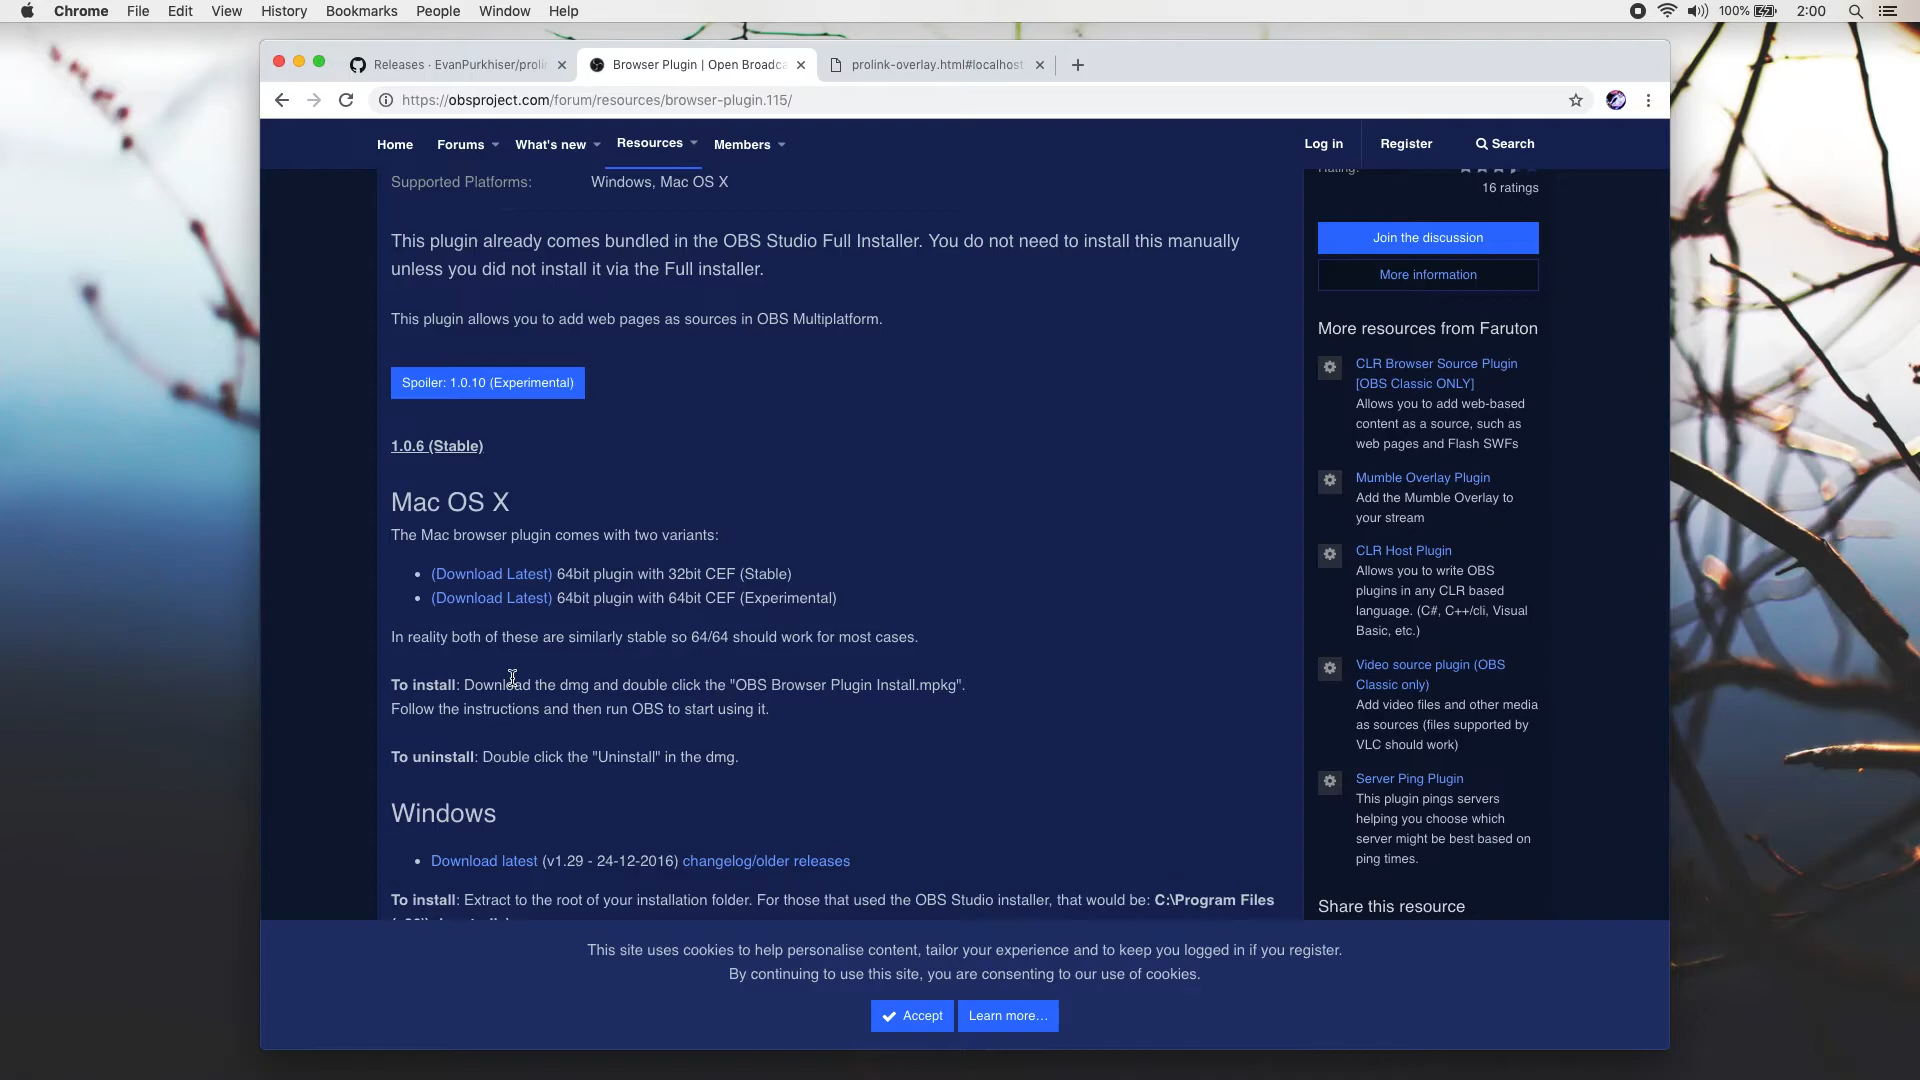 Chrome File Edit View History Bookmarks People Window Help 100% 2:00
Releases · EvanPurkhiser/proli
Browser Plugin | Open Broadca
prolink-overlay.html#localhost
https://obsproject.com/forum/resources/browser-plugin.115/
Home Forums What's new Resources Members Log in Register Search
Supported Platforms: Windows, Mac OS X
This plugin already comes bundled in the OBS Studio Full Installer. You do not need to install this manually
unless you did not install it via the Full installer.
This plugin allows you to add web pages as sources in OBS Multiplatform.
Spoiler: 1.0.10 (Experimental)
1.0.6 (Stable)
Mac OS X
The Mac browser plugin comes with two variants:
(Download Latest) 64bit plugin with 32bit CEF (Stable)
(Download Latest) 64bit plugin with 64bit CEF (Experimental)
In reality both of these are similarly stable so 64/64 should work for most cases.
To install: Download the dmg and double click the "OBS Browser Plugin Install.mpkg".
Follow the instructions and then run OBS to start using it.
To uninstall: Double click the "Uninstall" in the dmg.
Windows
Download latest (v1.29 - 24-12-2016) changelog/older releases
To install: Extract to the root of your installation folder. For those that used the OBS Studio installer, that would be: C:\Program Files
Rating:
16 ratings
Join the discussion
More information
More resources from Faruton
CLR Browser Source Plugin
[OBS Classic ONLY]
Allows you to add web-based
content as a source, such as
web pages and Flash SWFs
Mumble Overlay Plugin
Add the Mumble Overlay to
your stream
CLR Host Plugin
Allows you to write OBS
plugins in any CLR based
language. (C#, C++/cli, Visual
Basic, etc.)
Video source plugin (OBS
Classic only)
Add video files and other media
as sources (files supported by
VLC should work)
Server Ping Plugin
This plugin pings servers
helping you choose which
server might be best based on
ping times.
Share this resource
This site uses cookies to help personalise content, tailor your experience and to keep you logged in if you register.
By continuing to use this site, you are consenting to our use of cookies.
Accept Learn more…